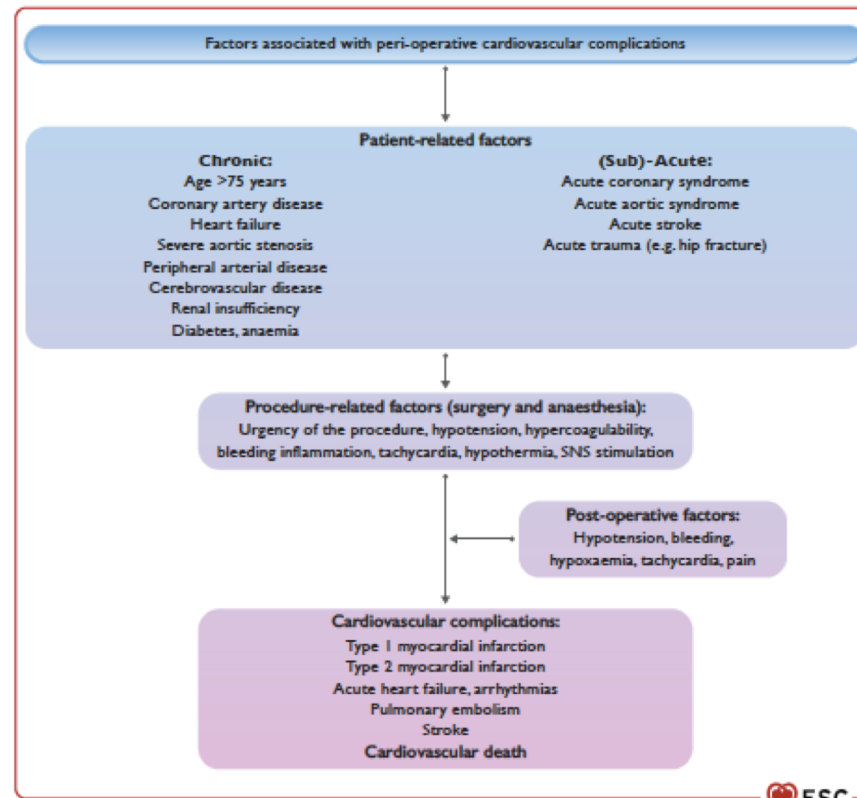 Factors associated with peri-operative cardiovascular complications
Patient-related factors
Chronic:
Age >75 years
Coronary artery disease
Heart failure
Severe aortic stenosis
Peripheral arterial disease
Cerebrovascular disease
Renal insufficiency
Diabetes, anaemia
(Sub)-Acute:
Acute coronary syndrome
Acute aortic syndrome
Acute stroke
Acute trauma (e.g. hip fracture)
Procedure-related factors (surgery and anaesthesia):
Urgency of the procedure, hypotension, hypercoagulability,
bleeding inflammation, tachycardia, hypothermia, SNS stimulation
Post-operative factors:
Hypotension, bleeding,
hypoxaemia, tachycardia, pain
Cardiovascular complications:
Type 1 myocardial infarction
Type 2 myocardial infarction
Acute heart failure, arrhythmias
Pulmonary embolism
Stroke
Cardiovascular death
ESC